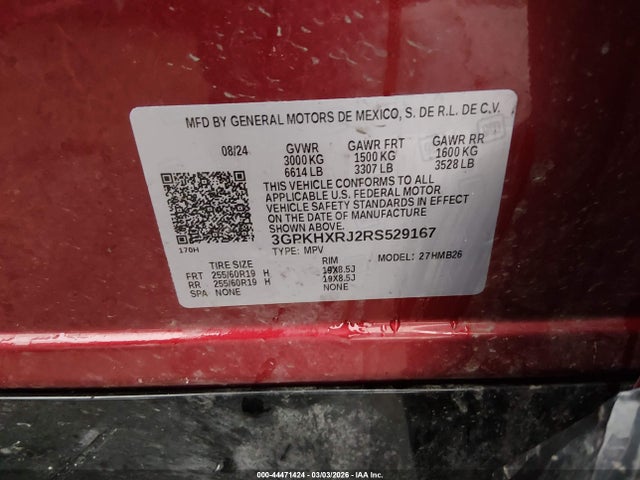 MFD BY GENERAL MOTORS DE MEXICO, S. DE R.L. DE C.V.
08/24 GVWR GAWR FRT GAWR RR
3000 KG 1500 KG 1600 KG
6614 LB 3307 LB 3528 LB
THIS VEHICLE CONFORMS TO ALL
APPLICABLE U.S. FEDERAL MOTOR
VEHICLE SAFETY STANDARDS IN EFFECT
ON THE DATE OF MANUFACTURE
SHOWN ABOVE.
3GPKHXRJ2RS529167
170H TYPE: MPV MODEL: 27HMB26
TIRE SIZE RIM
FRT 255/60R19 H 19X8.5J
RR 255/60R19 H 19X8.5J
SPA NONE NONE
000-44471424 | 03/03/2026 - IAA Inc.